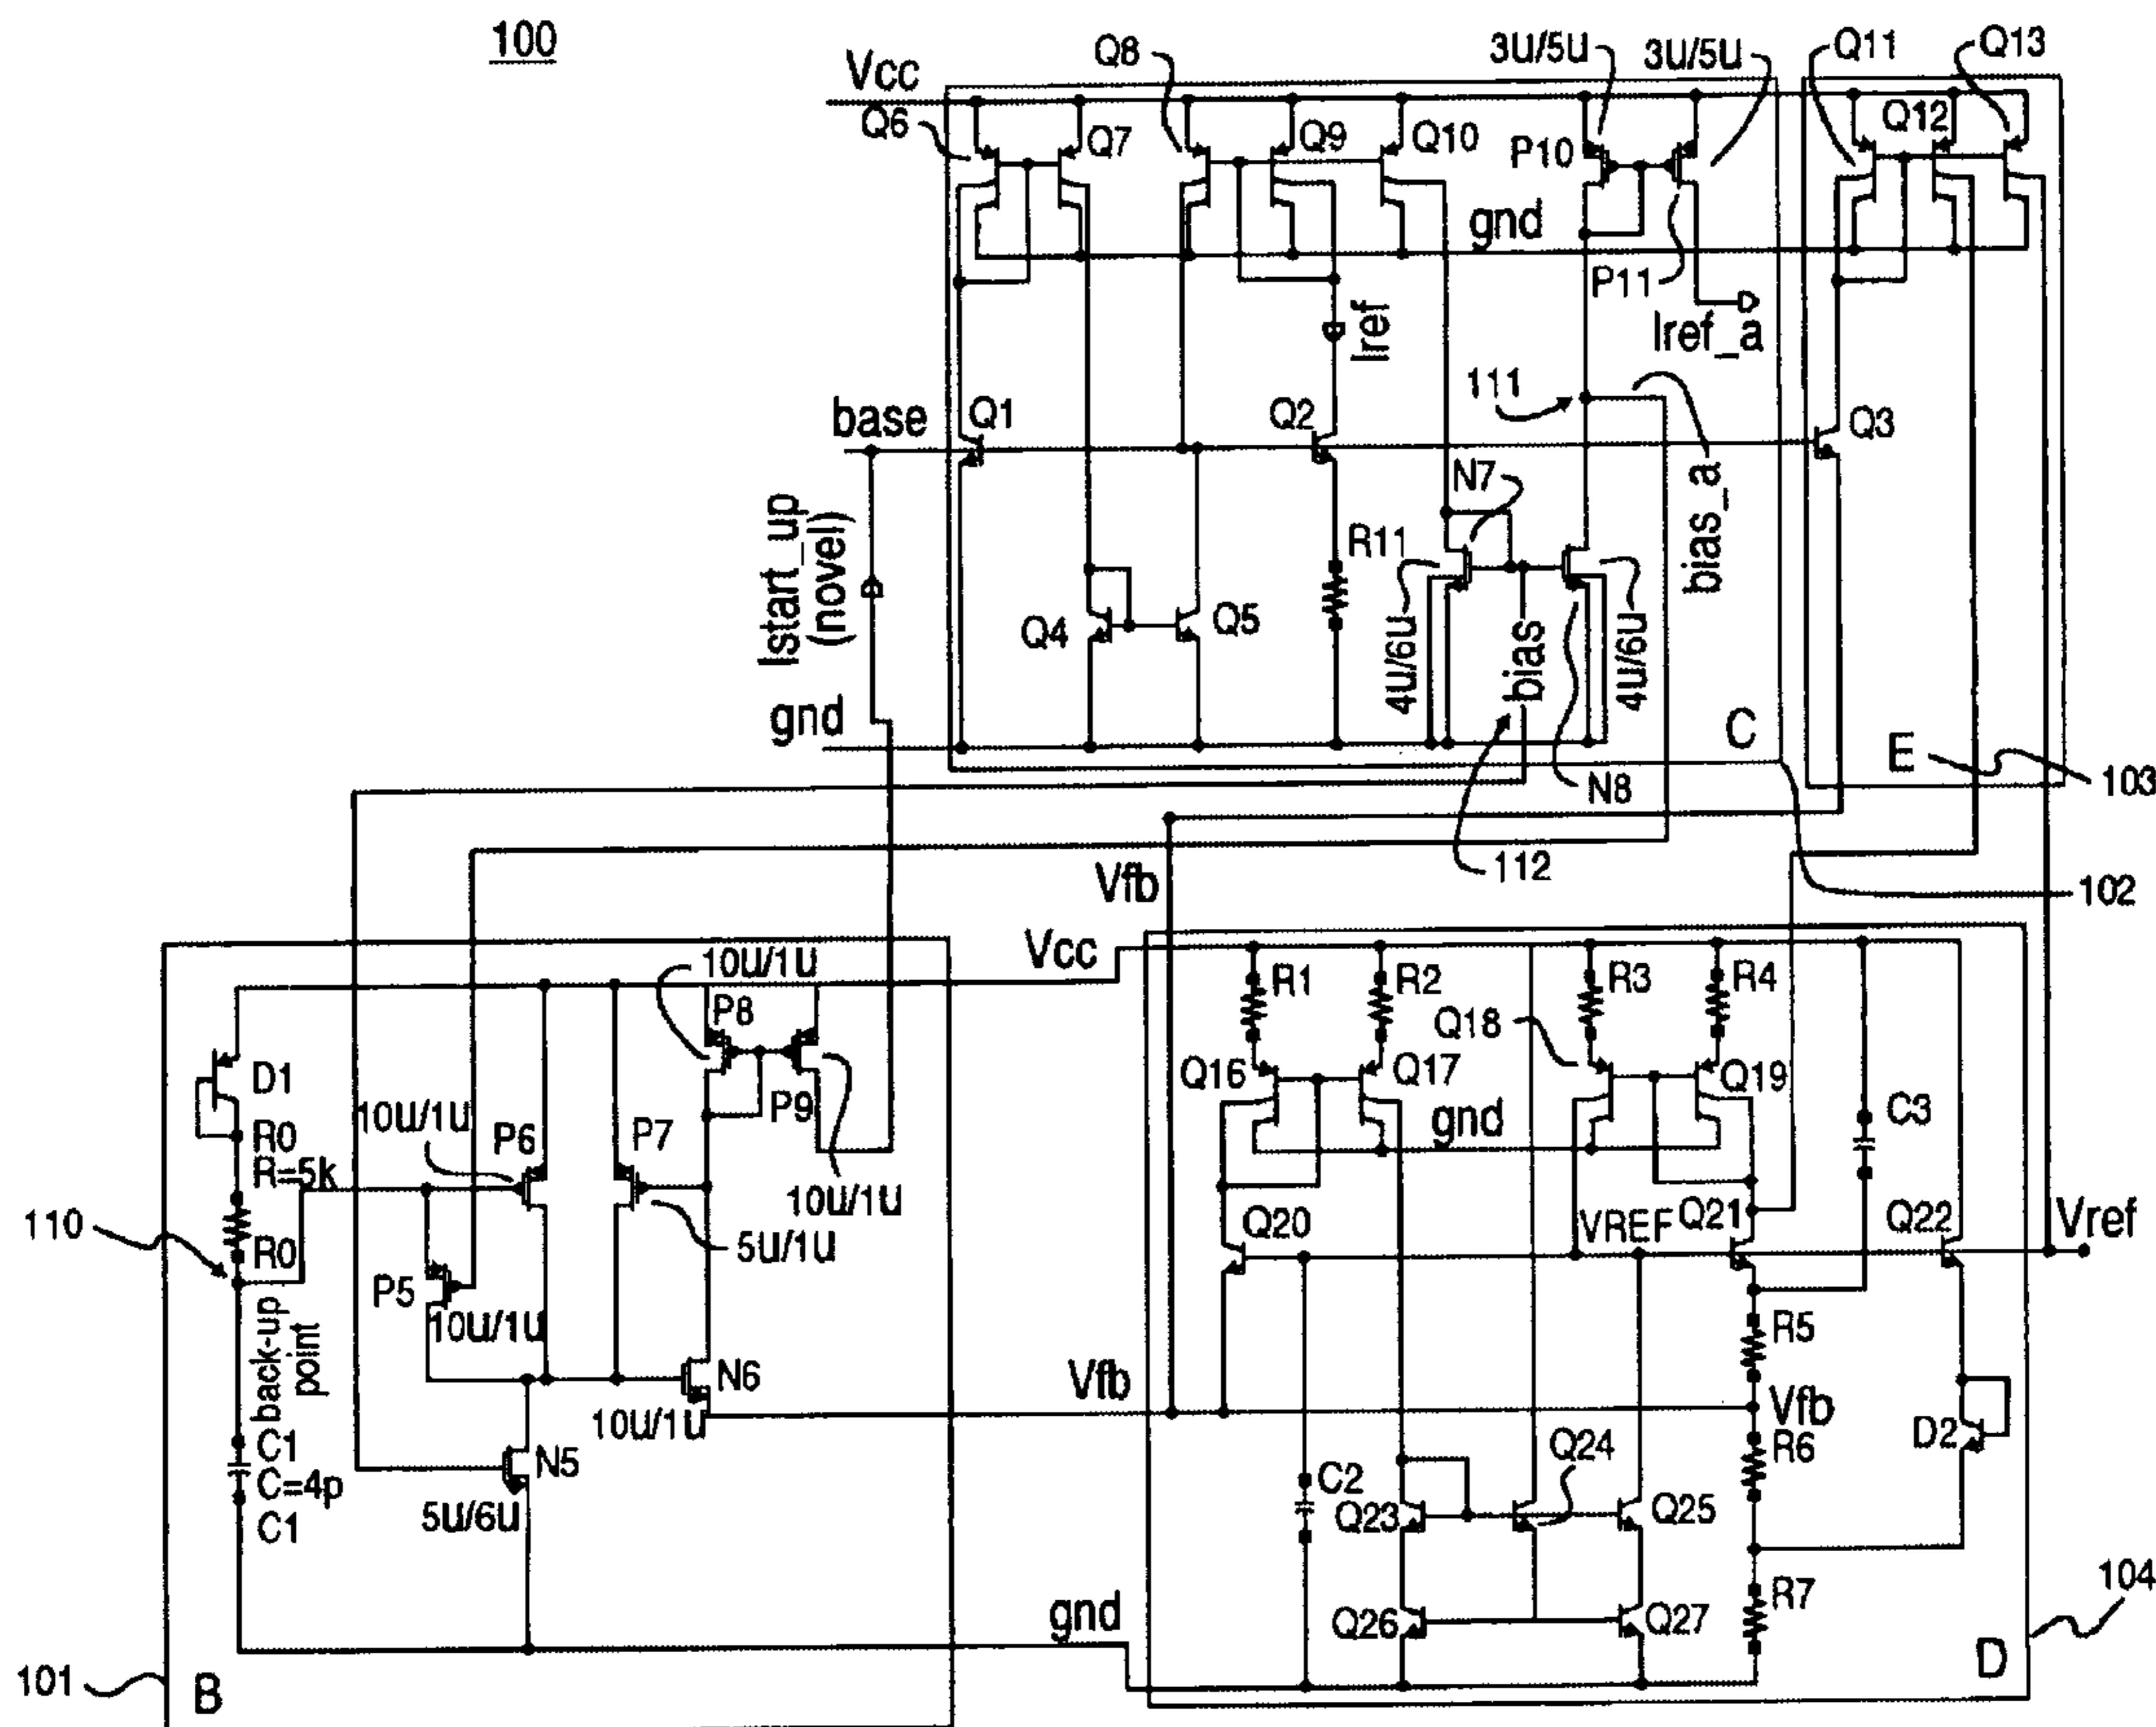 100
Vcc
Q6
Q7
Q8
Q9
Q10
3U/5U
3U/5U
P10
Q11
Q12
Q13
gnd
P11
Iref_a
Iref
base
Q1
Q2
111
Q3
Istart_up
(novel)
N7
bias_a
R11
Q4
Q5
4U/6U
bias
4U/6U
gnd
C
E
N8
103
112
102
Vfb
Vcc
10U/1U
P8
P9
D1
R0
R=5k
10U/1U
P6
P7
10U/1U
110
R0
5U/1U
P5
10U/1U
back-up
point
N6
10U/1U
Vfb
C1
C=4p
C1
N5
5U/6U
gnd
101
B
R1
R2
R3
R4
Q18
Q16
Q17
Q19
gnd
C3
Q20
VREF
Q21
Q22
Vref
R5
Vfb
R6
D2
C2
Q24
Q23
Q25
R7
Q26
Q27
D
104